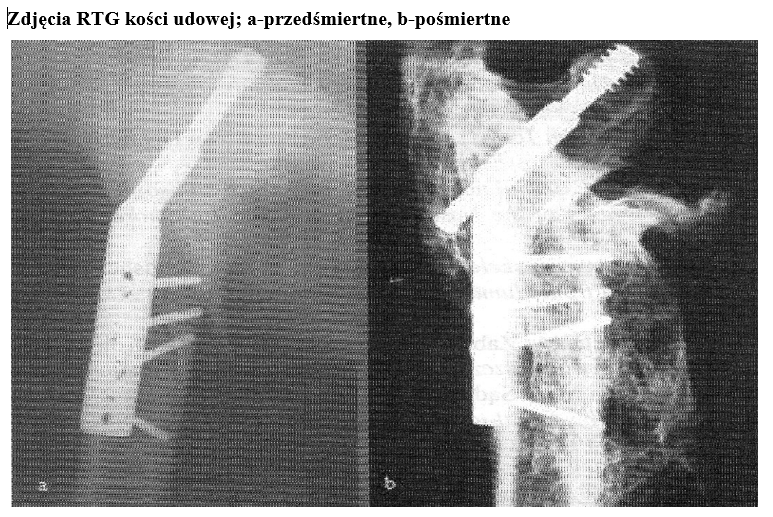 Zdjęcia RTG kości udowej; a-przedśmiertne, b-pośmiertne
a
b